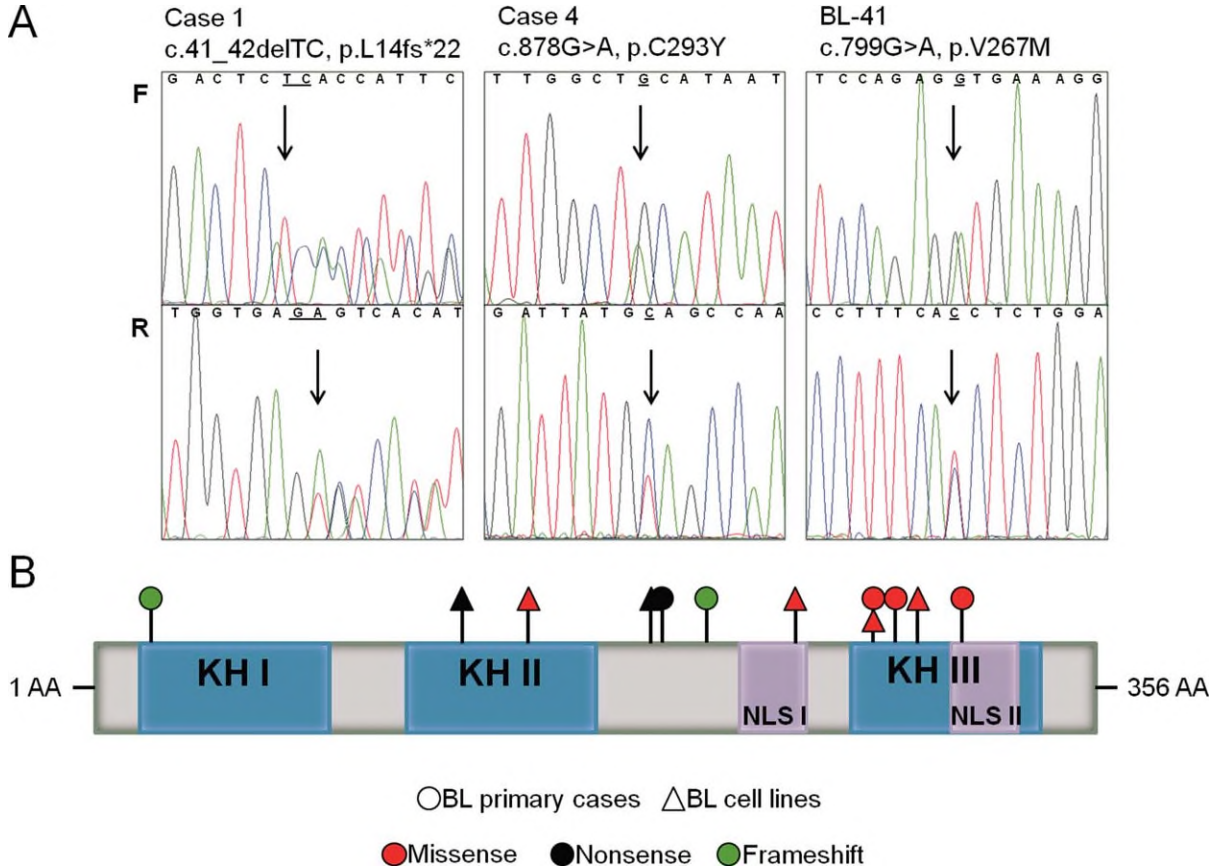 A
Case 1
c.41_42delTC, p.L14fs*22
Case 4
c.878G>A, p.C293Y
BL-41
c.799G>A, p.V267M
F
G A C T C T C A C C A T T C
T T G G C T G C A T A A T
T C C A G A G G T G A A A G G
R
T G G T G A G A G T C A C A T
G A T T A T G C A G C C A A
C C T T T C A C C T C T G G A
B
1 AA
KH I
KH II
NLS I
KH III
NLS II
356 AA
BL primary cases
BL cell lines
Missense
Nonsense
Frameshift